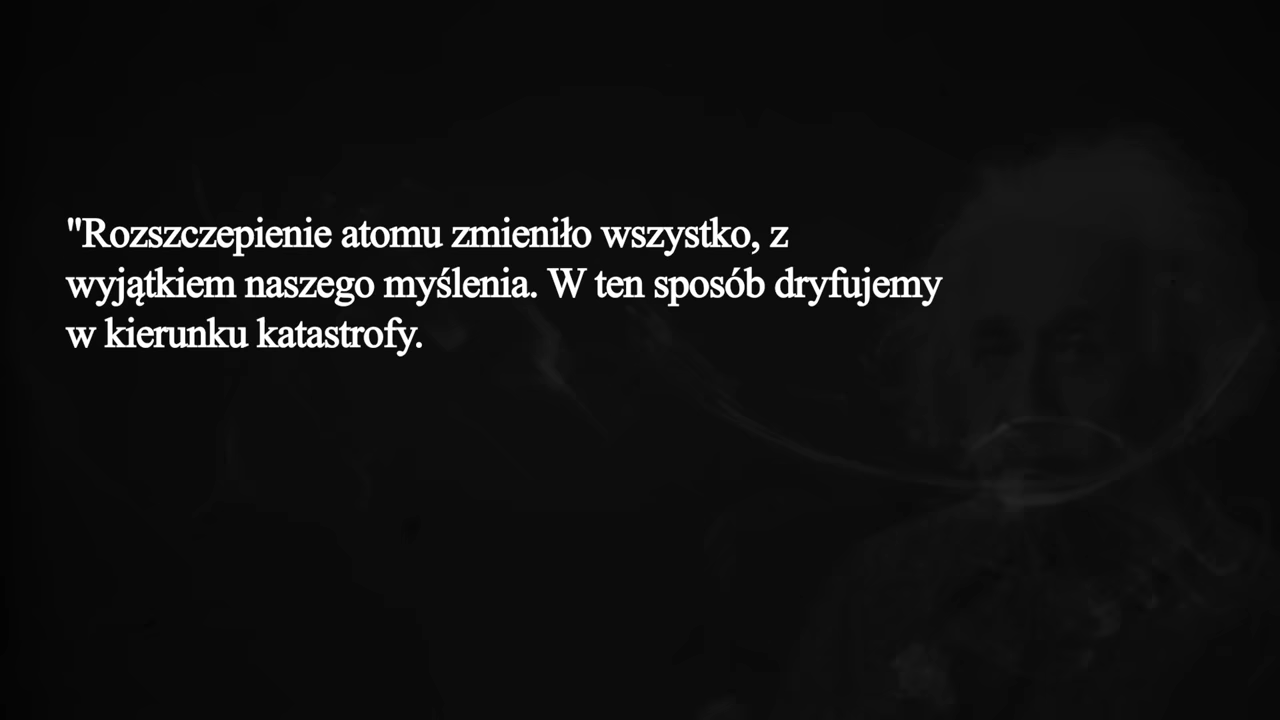 "Rozszczepienie atomu zmieniło wszystko, z
wyjątkiem naszego myślenia. W ten sposób dryfujemy
w kierunku katastrofy.